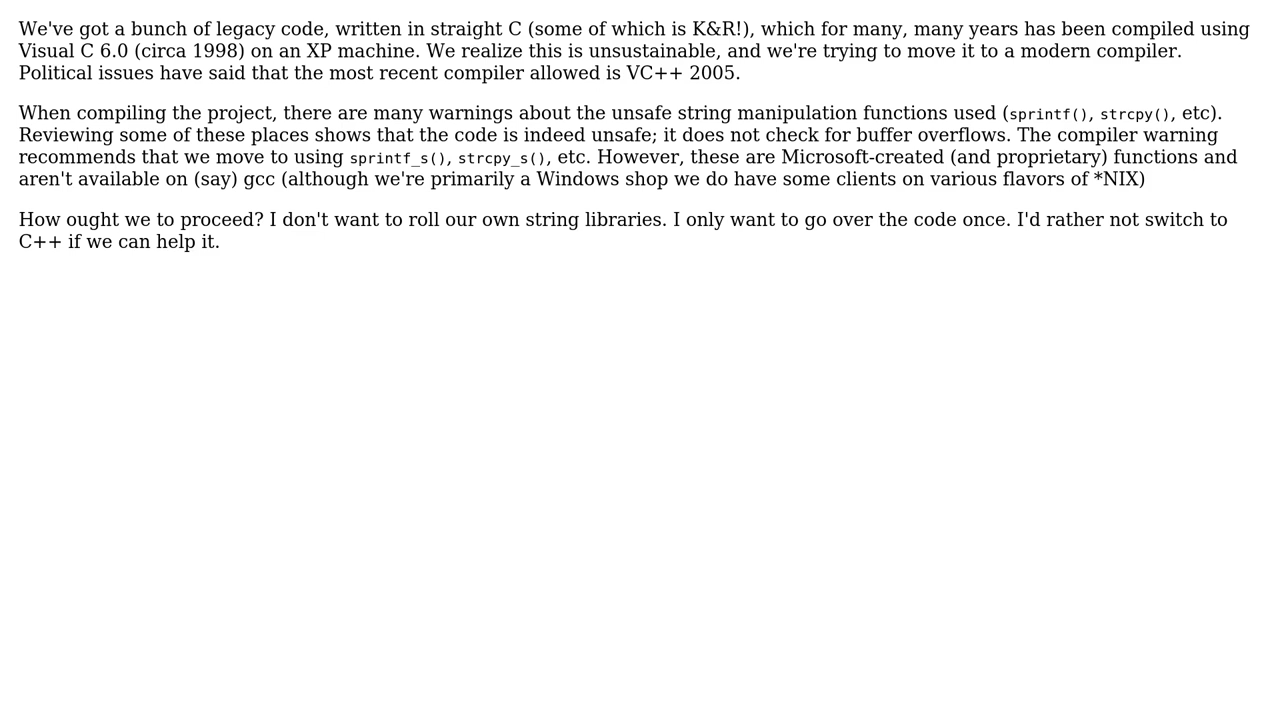 We've got a bunch of legacy code, written in straight C (some of which is K&R!), which for many, many years has been compiled using
Visual C 6.0 (circa 1998) on an XP machine. We realize this is unsustainable, and we're trying to move it to a modern compiler.
Political issues have said that the most recent compiler allowed is VC++ 2005.
When compiling the project, there are many warnings about the unsafe string manipulation functions used (sprintf(), strcpy(), etc).
Reviewing some of these places shows that the code is indeed unsafe; it does not check for buffer overflows. The compiler warning
recommends that we move to using sprintf_s(), strcpy_s(), etc. However, these are Microsoft-created (and proprietary) functions and
aren't available on (say) gcc (although we're primarily a Windows shop we do have some clients on various flavors of *NIX)
How ought we to proceed? I don't want to roll our own string libraries. I only want to go over the code once. I'd rather not switch to
C++ if we can help it.